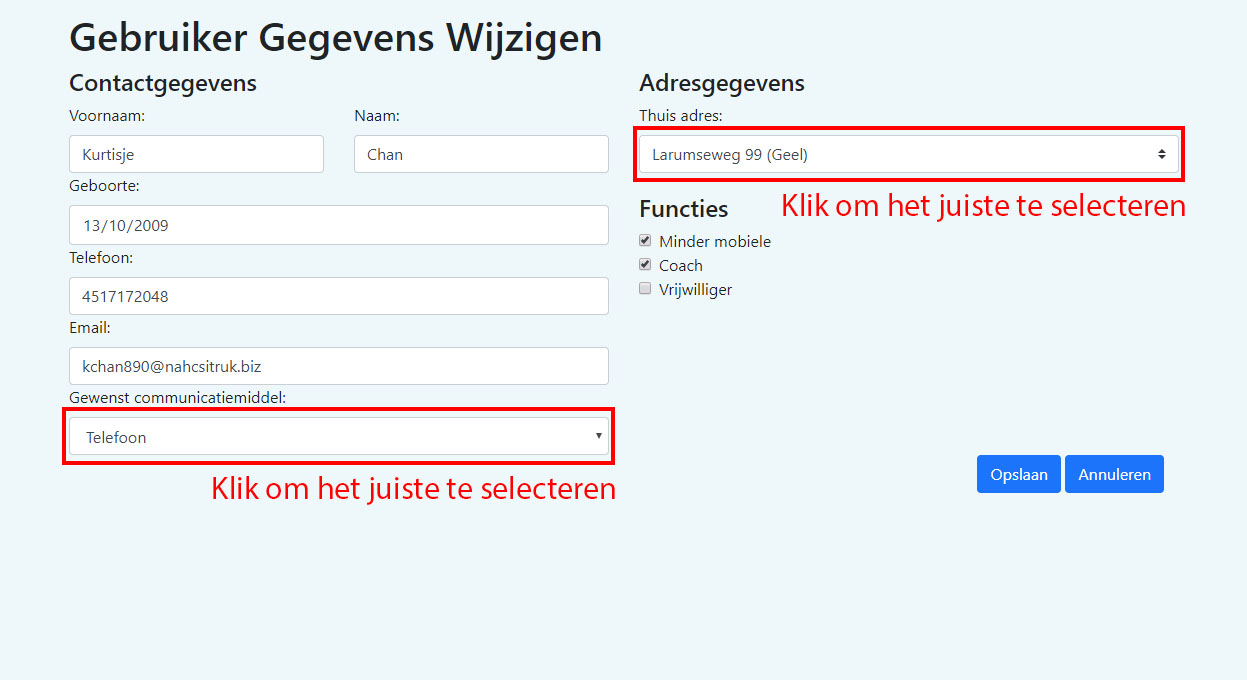 Gebruiker Gegevens Wijzigen
Contactgegevens
Voornaam:
Naam:
Kurtisje
Chan
Geboorte:
13/10/2009
Telefoon:
4517172048
Email:
kchan890@nahcsitruk.biz
Gewenst communicatiemiddel:
Telefoon
Klik om het juiste te selecteren
Adresgegevens
Thuis adres:
Larumseweg 99 (Geel)
Klik om het juiste te selecteren
Functies
Minder mobiele
Coach
Vrijwilliger
Opslaan
Annuleren